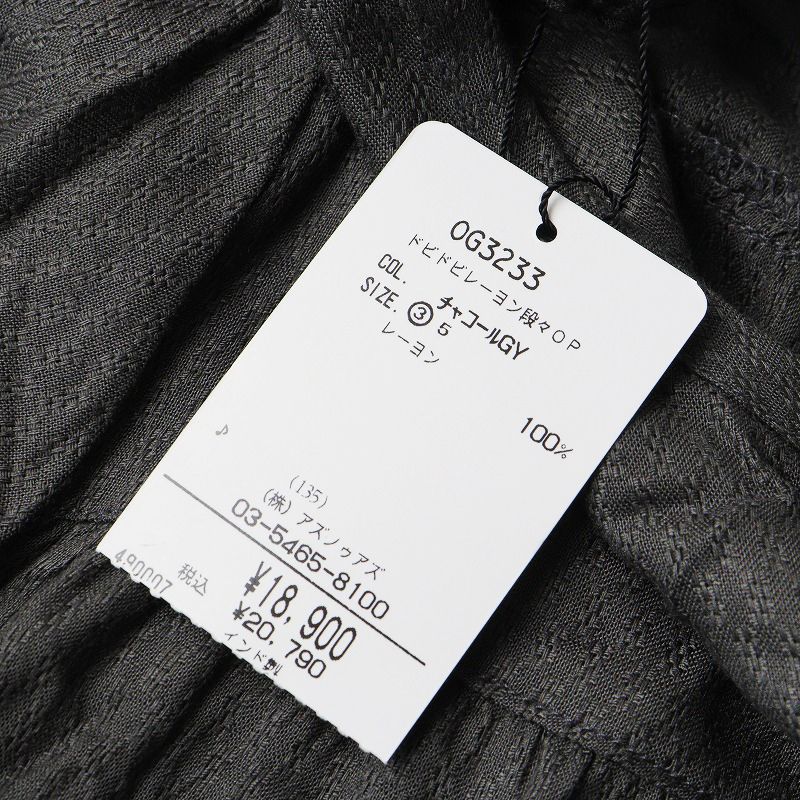 OG3233
ドビドビレーヨン段々OP
COL. チャコールGY
SIZE. ③ 5
レーヨン
100%
♪
(135)
(株) アズノゥアズ
03-5465-8100
490007
税込 ¥18,900
¥20,790
インド製